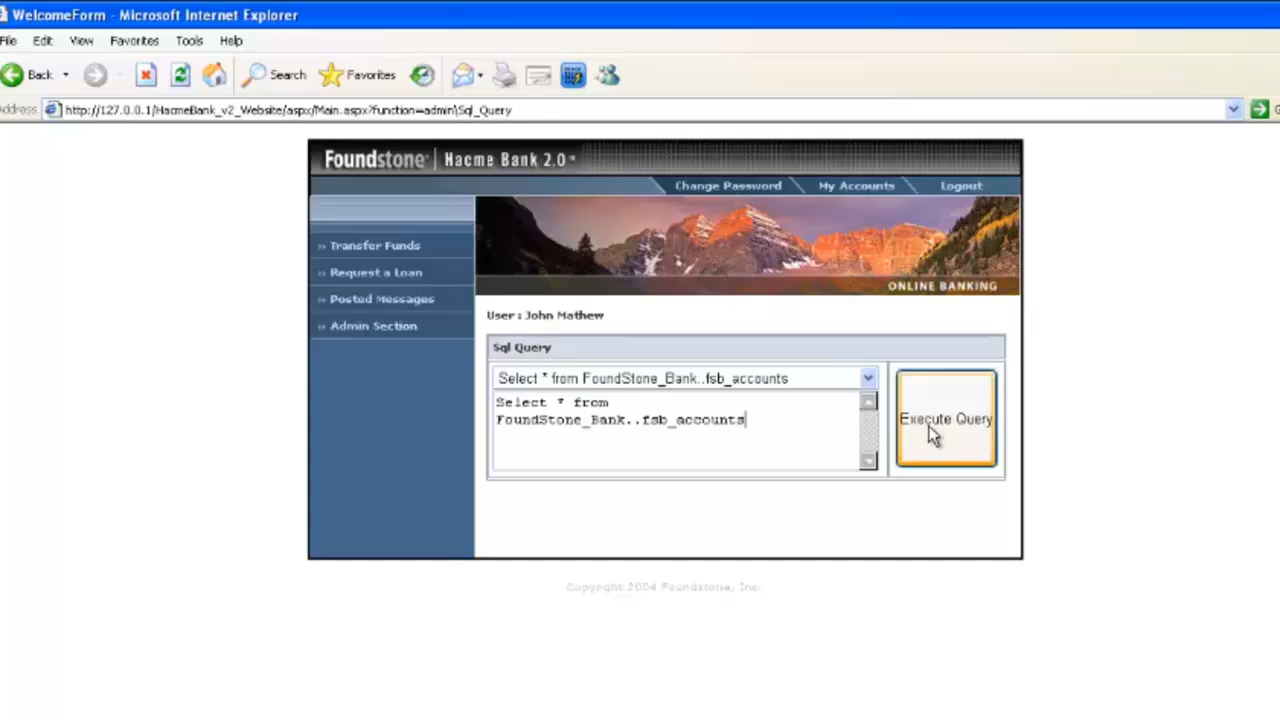 WelcomeForm - Microsoft Internet Explorer
File Edit View Favorites Tools Help
Back Search Favorites
Address http://127.0.0.1/HacmeBank_v2_Website/aspx/Main.aspx?function=admin\Sql_Query G
Foundstone | Hacme Bank 2.0™
Change Password My Accounts Logout
» Transfer Funds
» Request a Loan
» Posted Messages
» Admin Section
ONLINE BANKING
User : John Mathew
Sql Query
Select * from FoundStone_Bank..fsb_accounts
Select * from
FoundStone_Bank..fsb_accounts
Execute Query
Copyright 2004 Foundstone, Inc.